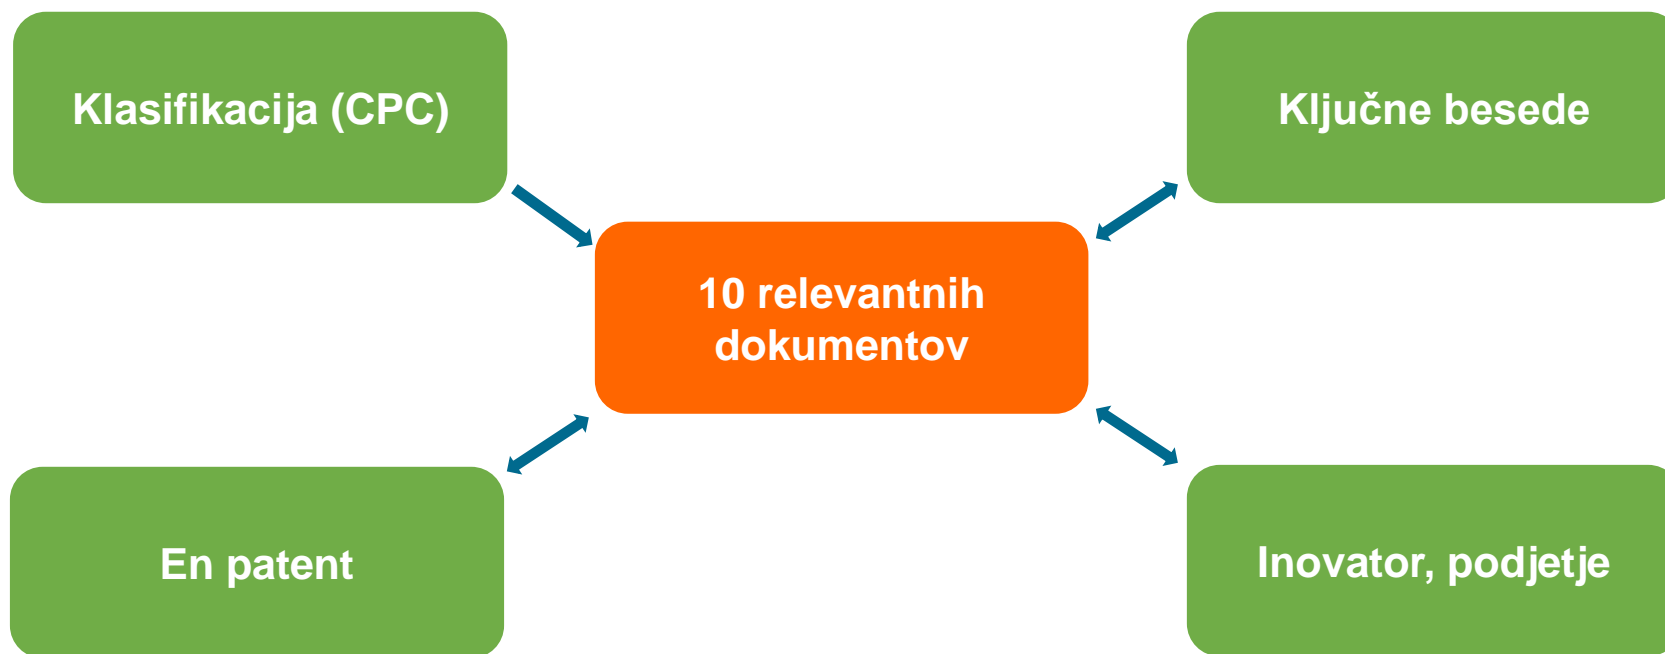 Klasifikacija (CPC)
Ključne besede
10 relevantnih
dokumentov
En patent
Inovator, podjetje